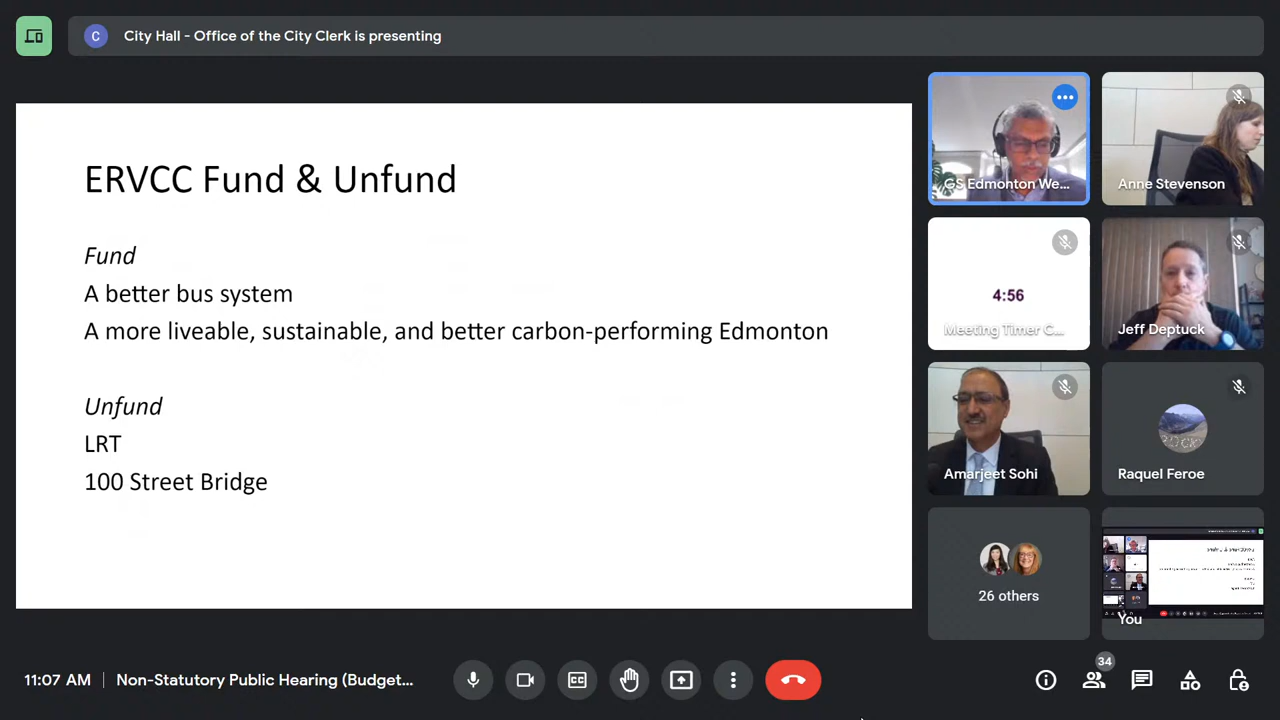 C
City Hall - Office of the City Clerk is presenting
ERVCC Fund & Unfund
Fund
A better bus system
A more liveable, sustainable, and better carbon-performing Edmonton
Unfund
LRT
100 Street Bridge
GS Edmonton We...
Anne Stevenson
4:56
Meeting Timer C...
Jeff Deptuck
Amarjeet Sohi
Raquel Feroe
26 others
You
11:07 AM | Non-Statutory Public Hearing (Budget...
34